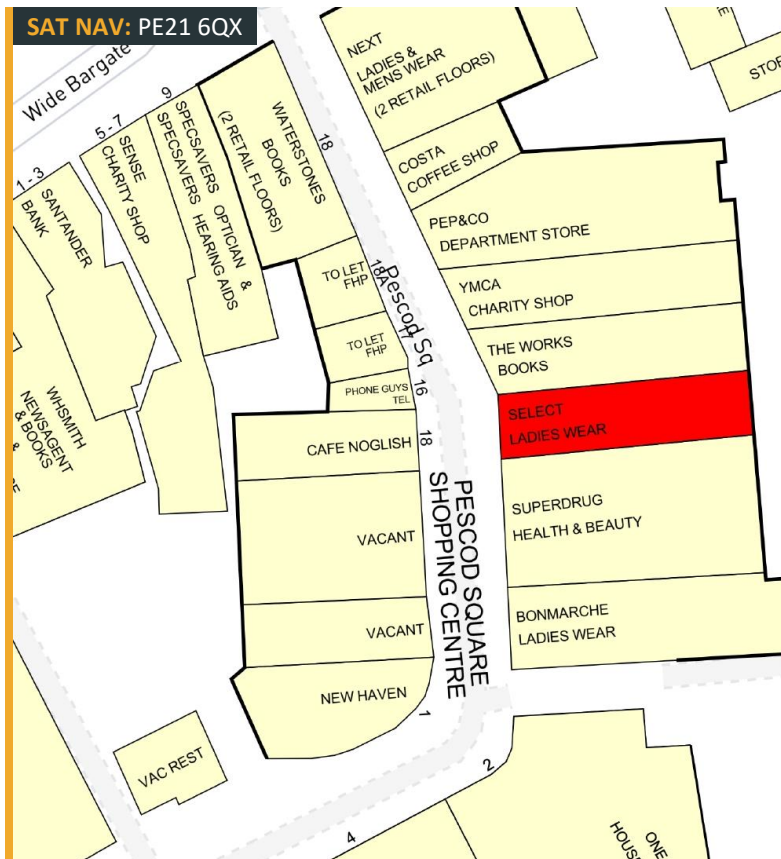 SAT NAV: PE21 6QX
Wide Bargate
1 - 3
SANTANDER
BANK
5 - 7
SENSE
CHARITY SHOP
9
SPECSAVERS OPTICIAN &
SPECSAVERS HEARING AIDS
WATERSTONES
BOOKS
(2 RETAIL FLOORS)
18
NEXT
LADIES &
MENS WEAR
(2 RETAIL FLOORS)
COSTA
COFFEE SHOP
PEP&CO
DEPARTMENT STORE
YMCA
CHARITY SHOP
THE WORKS
BOOKS
SELECT
LADIES WEAR
SUPERDRUG
HEALTH & BEAUTY
BONMARCHE
LADIES WEAR
TO LET
FHP
18A
Pescod Sq
TO LET
FHP
17
PHONE GUYS
TEL
16
CAFE NOGLISH
18
VACANT
VACANT
NEW HAVEN
1
PESCOD SQUARE
SHOPPING CENTRE
WHSMITH
NEWSAGENT
& BOOKS
VAC REST
2
4
ONE
HOUS
STOR